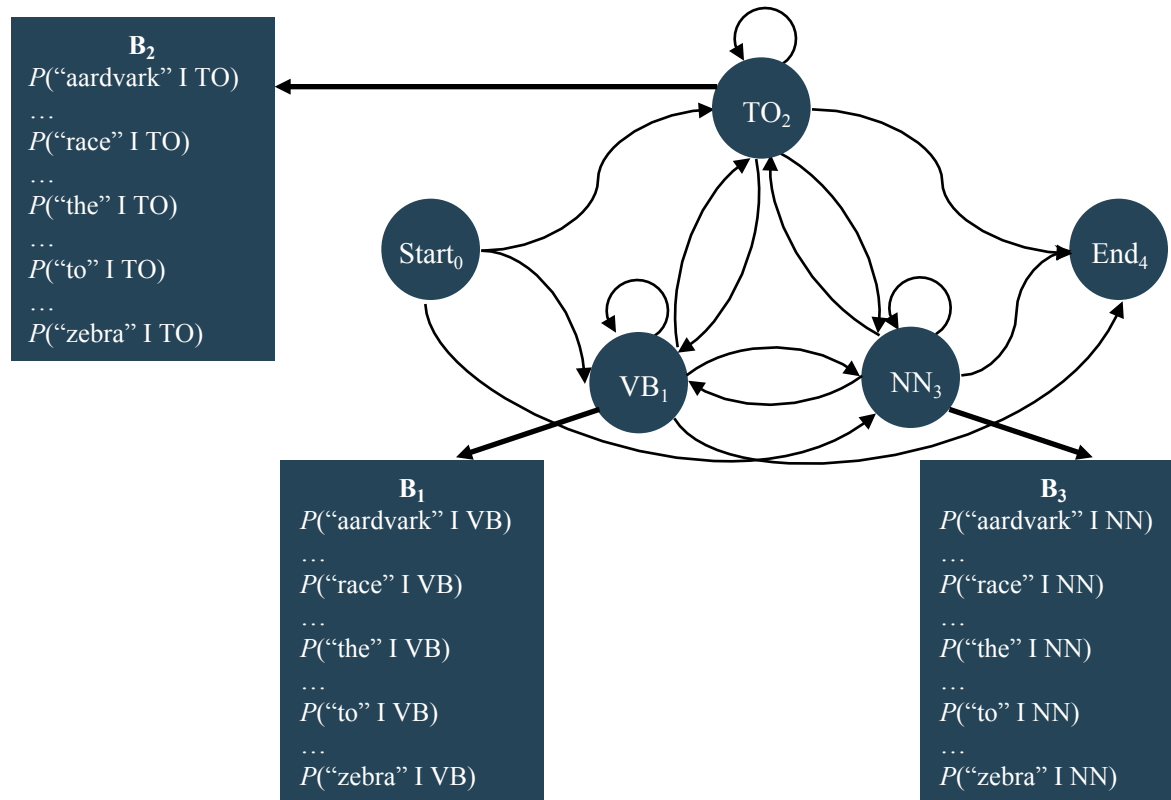 B₂
P(“aardvark” I TO)
…
P(“race” I TO)
…
P(“the” I TO)
…
P(“to” I TO)
…
P(“zebra” I TO)
TO₂
Start₀
End₄
VB₁
NN₃
B₁
P(“aardvark” I VB)
…
P(“race” I VB)
…
P(“the” I VB)
…
P(“to” I VB)
…
P(“zebra” I VB)
B₃
P(“aardvark” I NN)
…
P(“race” I NN)
…
P(“the” I NN)
…
P(“to” I NN)
…
P(“zebra” I NN)